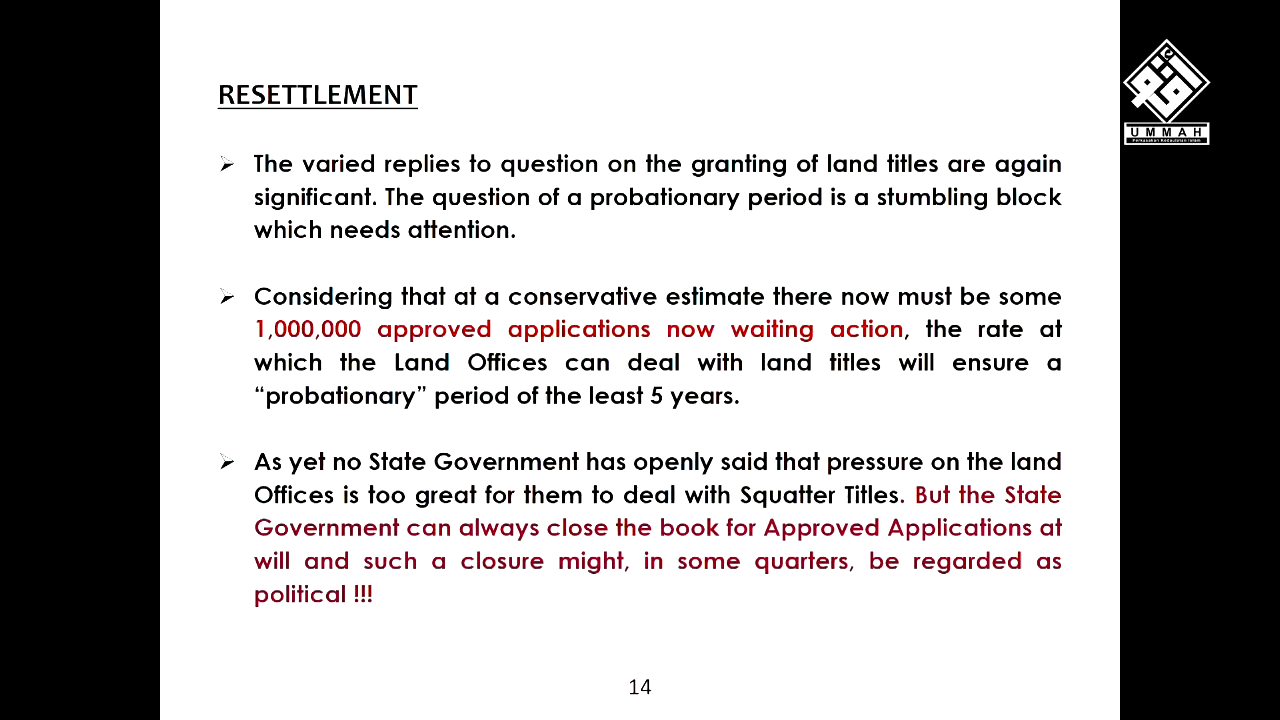 RESETTLEMENT
The varied replies to question on the granting of land titles are again
significant. The question of a probationary period is a stumbling block
which needs attention.
Considering that at a conservative estimate there now must be some
1,000,000 approved applications now waiting action, the rate at
which the Land Offices can deal with land titles will ensure a
“probationary” period of the least 5 years.
As yet no State Government has openly said that pressure on the land
Offices is too great for them to deal with Squatter Titles. But the State
Government can always close the book for Approved Applications at
will and such a closure might, in some quarters, be regarded as
political !!!
14
UMMAH